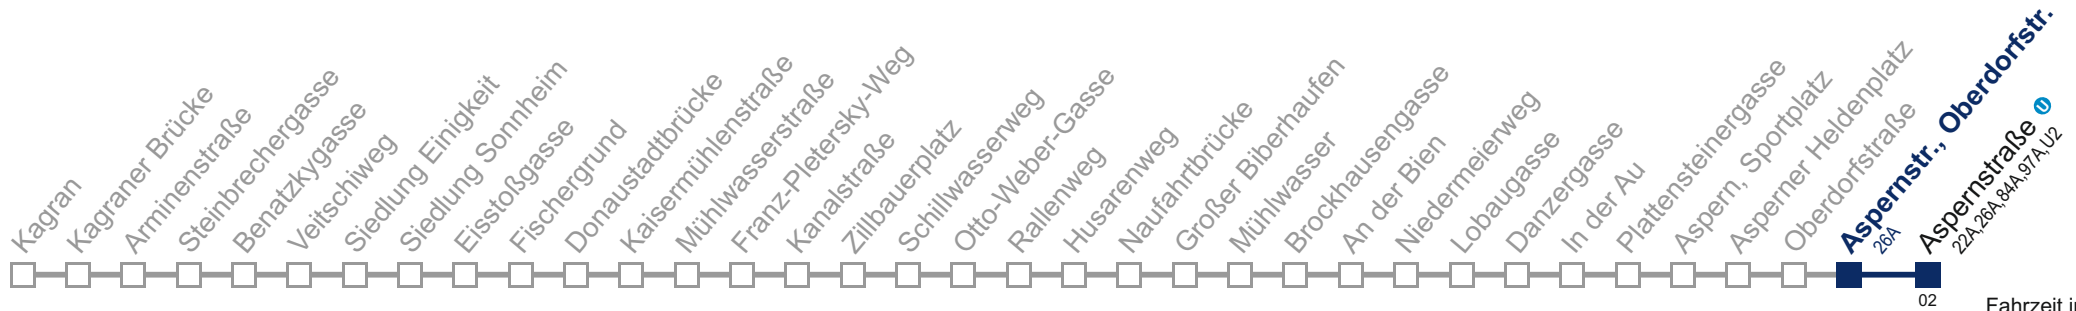 Kagran
Kagraner Brücke
Arminenstraße
Steinbrechergasse
Benatzkygasse
Veitschiweg
Siedlung Einigkeit
Siedlung Sonnheim
Eisstoßgasse
Fischergrund
Donaustadtbrücke
Kaisermühlenstraße
Mühlwasserstraße
Franz-Pletersky-Weg
Kanalstraße
Zillbauerplatz
Schillwasserweg
Otto-Weber-Gasse
Rallenweg
Husarenweg
Naufahrtbrücke
Großer Biberhaufen
Mühlwasser
Brockhausengasse
An der Bien
Niedermeierweg
Lobaugasse
Danzergasse
In der Au
Plattensteinergasse
Aspern, Sportplatz
Asperner Heldenplatz
Oberdorfstraße
Aspernstr., Oberdorfstr.
26A
Aspernstraße U
22A,26A,84A,97A,U2
02
Fahrzeit